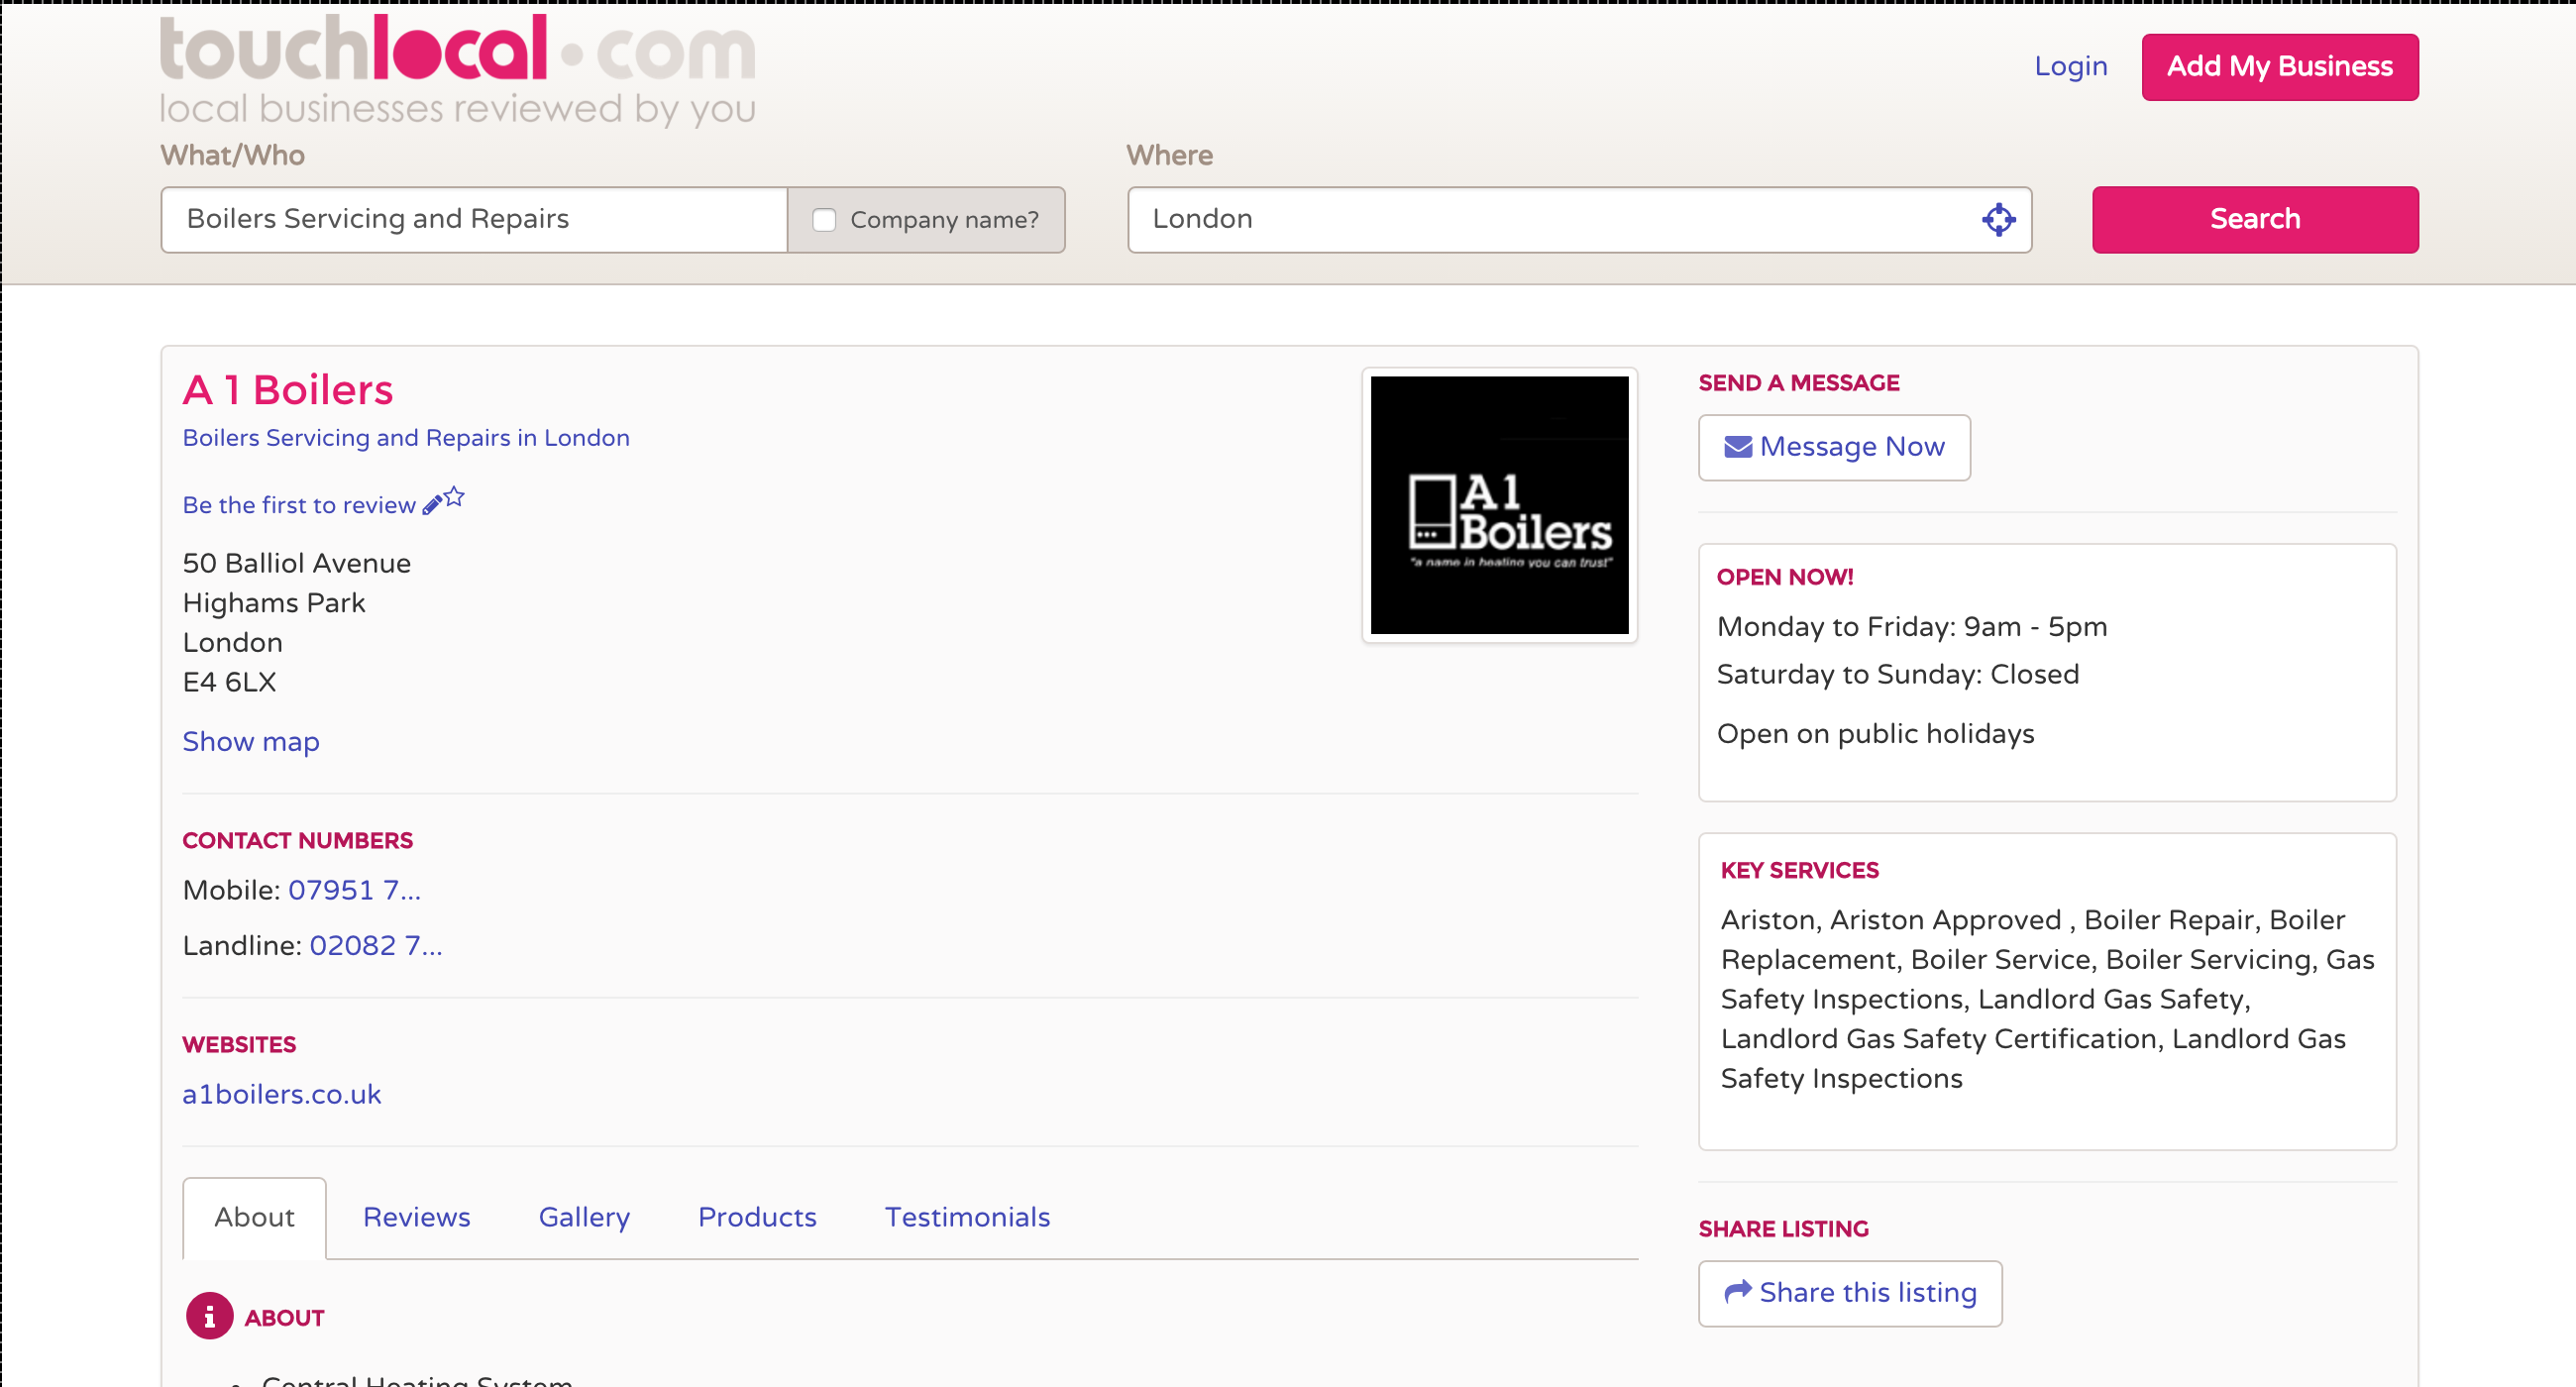 touchlocal.com
local businesses reviewed by you
Login
Add My Business
What/Who
Where
Boilers Servicing and Repairs
Company name?
London
Search
A 1 Boilers
Boilers Servicing and Repairs in London
Be the first to review
50 Balliol Avenue
Highams Park
London
E4 6LX
Show map
A1
Boilers
"a name in heating you can trust"
CONTACT NUMBERS
Mobile: 07951 7...
Landline: 02082 7...
WEBSITES
a1boilers.co.uk
About
Reviews
Gallery
Products
Testimonials
ABOUT
Central Heating System
SEND A MESSAGE
Message Now
OPEN NOW!
Monday to Friday: 9am - 5pm
Saturday to Sunday: Closed
Open on public holidays
KEY SERVICES
Ariston, Ariston Approved , Boiler Repair, Boiler
Replacement, Boiler Service, Boiler Servicing, Gas
Safety Inspections, Landlord Gas Safety,
Landlord Gas Safety Certification, Landlord Gas
Safety Inspections
SHARE LISTING
Share this listing